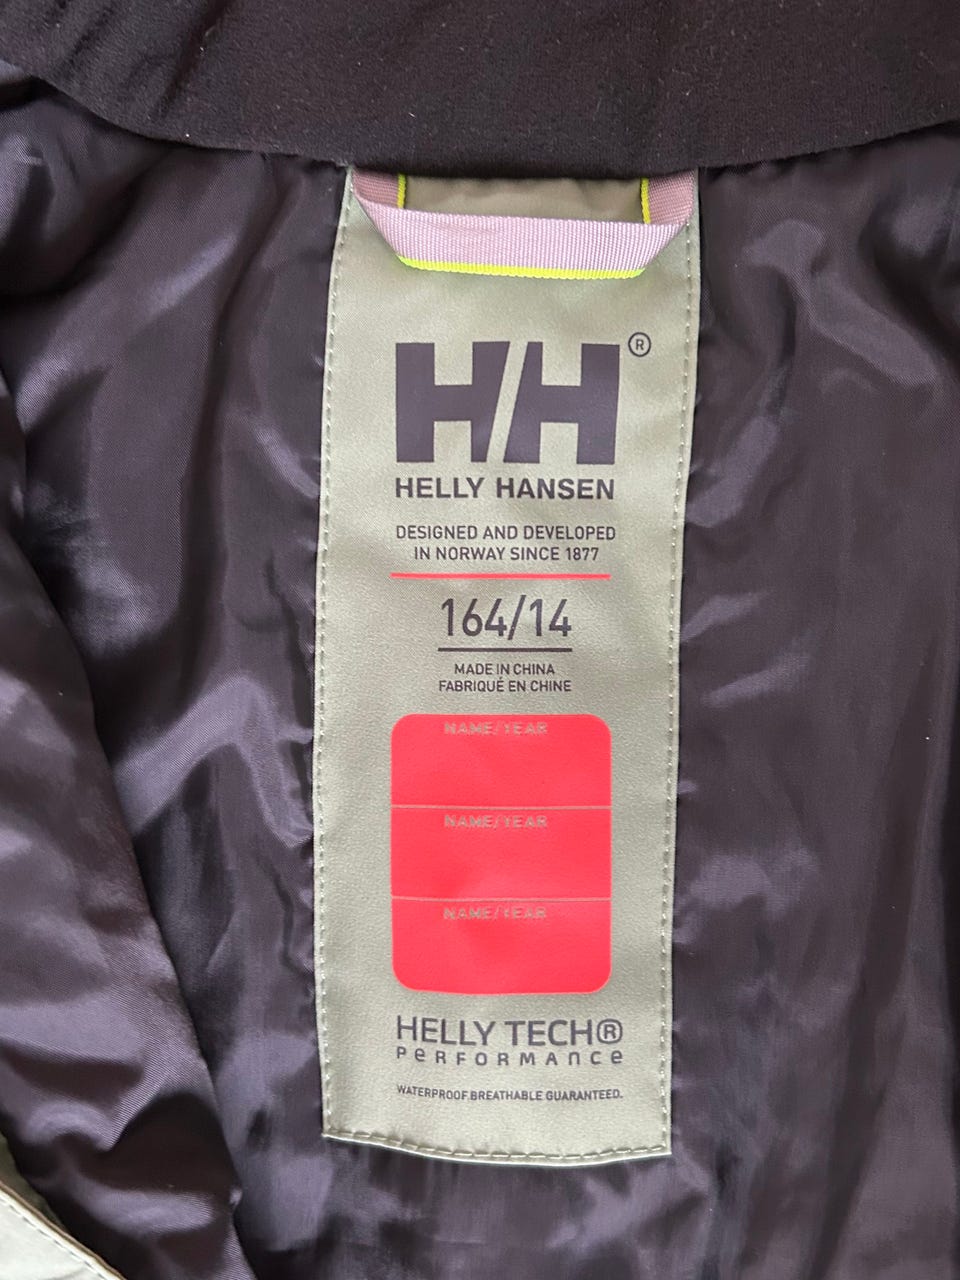 HH®
HELLY HANSEN
DESIGNED AND DEVELOPED
IN NORWAY SINCE 1877
164/14
MADE IN CHINA
FABRIQUÉ EN CHINE
NAME/YEAR
NAME/YEAR
NAME/YEAR
HELLY TECH®
PeRFORMANCe
WATERPROOF.BREATHABLE GUARANTEED.